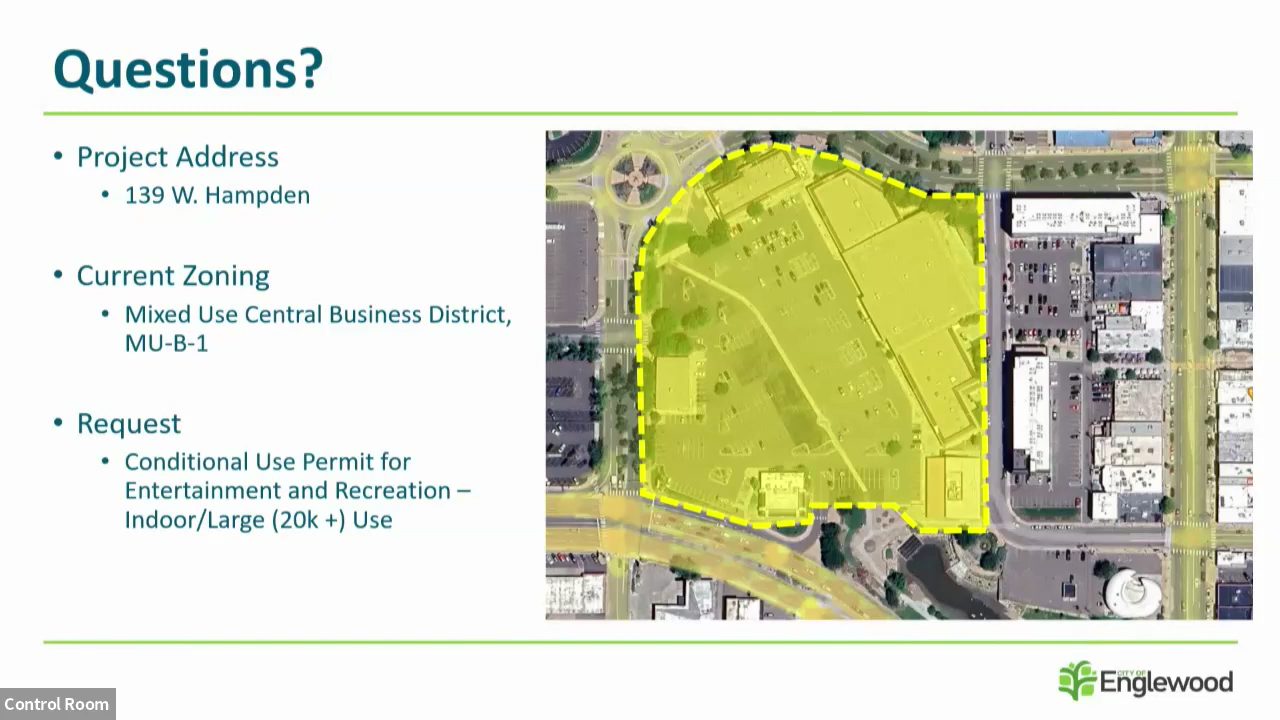 Questions?
• Project Address
• 139 W. Hampden
• Current Zoning
• Mixed Use Central Business District,
MU-B-1
• Request
• Conditional Use Permit for
Entertainment and Recreation –
Indoor/Large (20k +) Use
CITY OF
Englewood
Control Room